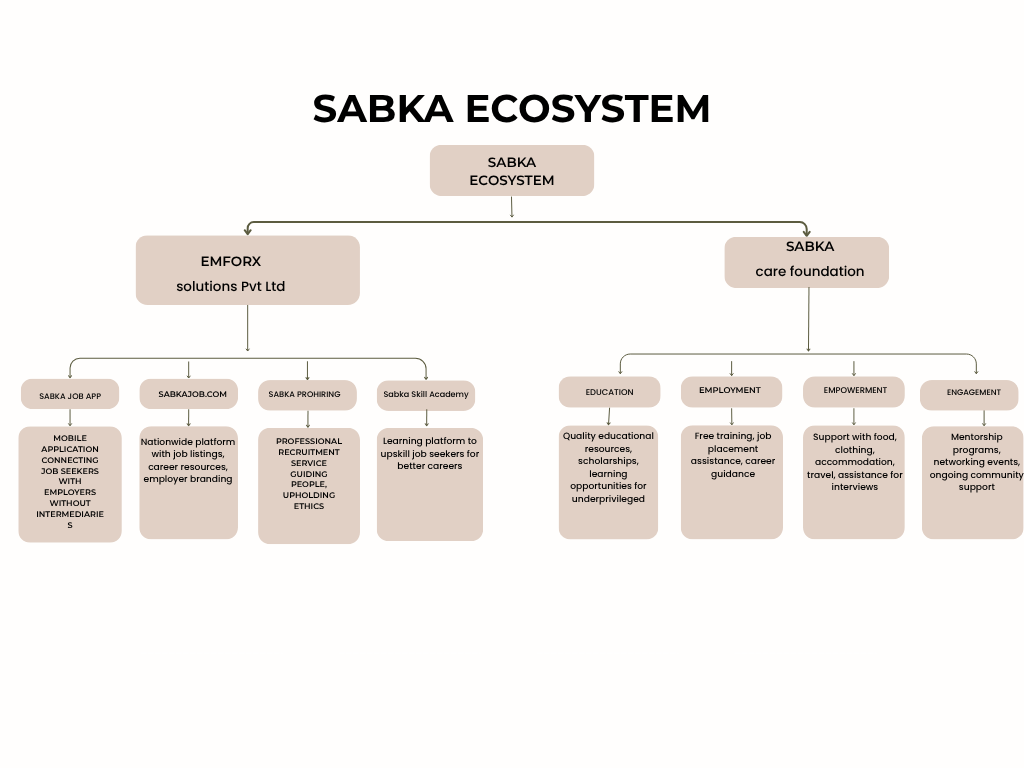 SABKA ECOSYSTEM
SABKA
ECOSYSTEM
EMFORX
solutions Pvt Ltd
SABKA
care foundation
SABKA JOB APP
SABKAJOB.COM
SABKA PROHIRING
Sabka Skill Academy
EDUCATION
EMPLOYMENT
EMPOWERMENT
ENGAGEMENT
MOBILE
APPLICATION
CONNECTING
JOB SEEKERS
WITH
EMPLOYERS
WITHOUT
INTERMEDIARIE
S
Nationwide platform
with job listings,
career resources,
employer branding
PROFESSIONAL
RECRUITMENT
SERVICE
GUIDING
PEOPLE,
UPHOLDING
ETHICS
Learning platform to
upskill job seekers for
better careers
Quality educational
resources,
scholarships,
learning
opportunities for
underprivileged
Free training, job
placement
assistance, career
guidance
Support with food,
clothing,
accommodation,
travel, assistance for
interviews
Mentorship
programs,
networking events,
ongoing community
support